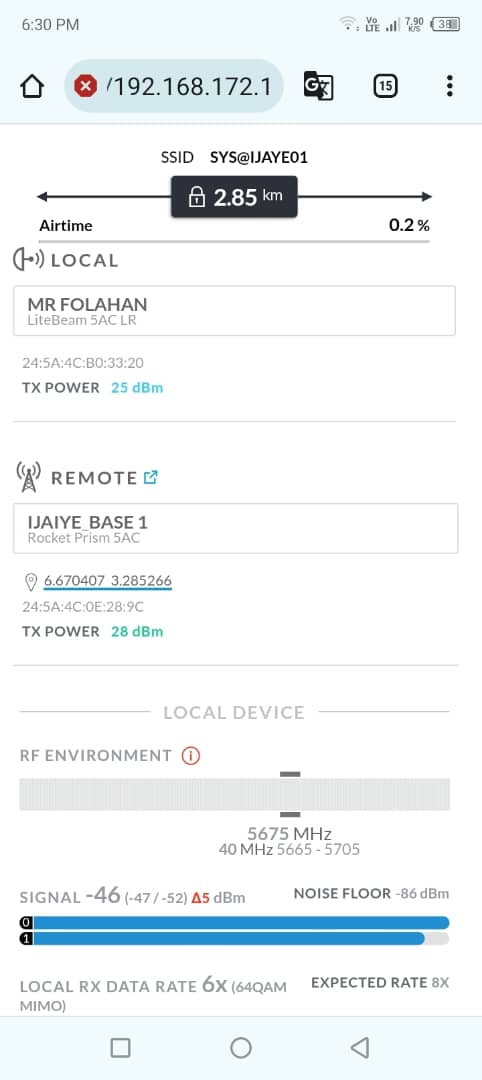 6:30 PM
Vo LTE 7.90 K/S 38
/192.168.172.1 G 15
SSID SYS@IJAYE01
2.85 km
Airtime 0.2 %
LOCAL
MR FOLAHAN
LiteBeam 5AC LR
24:5A:4C:B0:33:20
TX POWER 25 dBm
REMOTE
IJAIYE_BASE 1
Rocket Prism 5AC
6.670407 3.285266
24:5A:4C:0E:28:9C
TX POWER 28 dBm
LOCAL DEVICE
RF ENVIRONMENT
5675 MHz
40 MHz 5665 - 5705
SIGNAL -46 (-47 / -52) Δ5 dBm NOISE FLOOR -86 dBm
0
1
LOCAL RX DATA RATE 6X (64QAM MIMO) EXPECTED RATE 8X